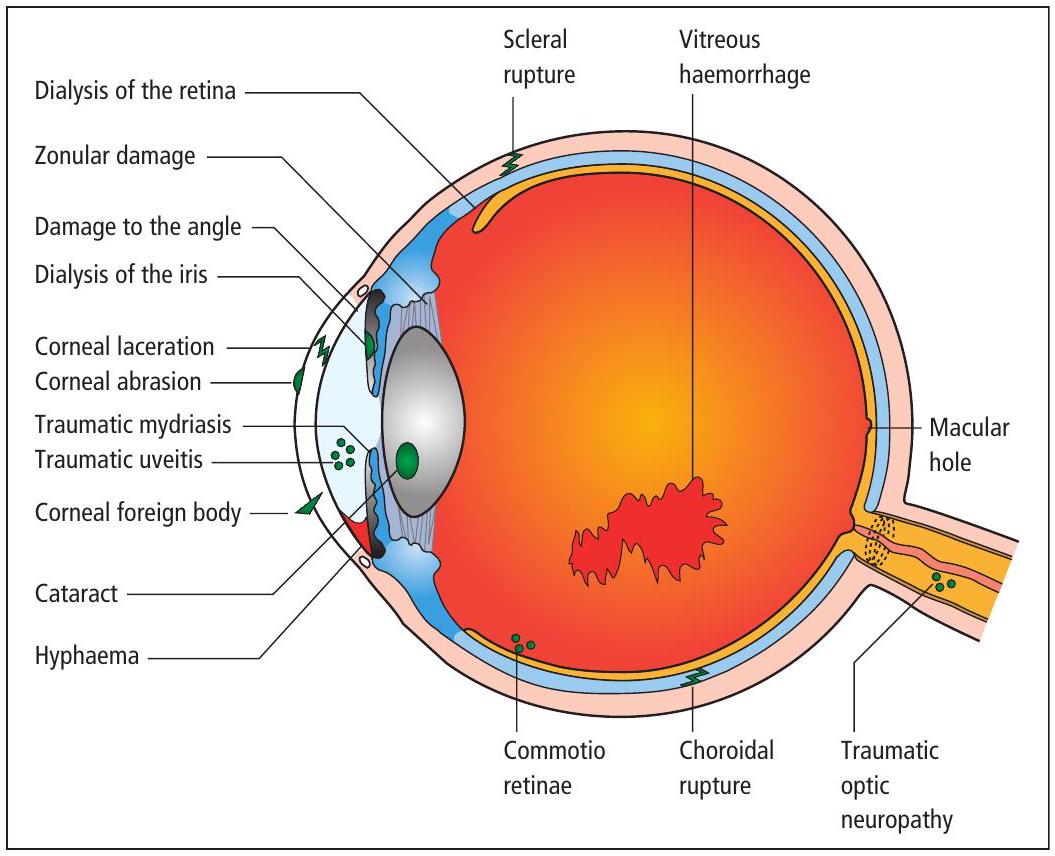 Scleral
rupture
Vitreous
haemorrhage
Dialysis of the retina
Zonular damage
Damage to the angle
Dialysis of the iris
Corneal laceration
Corneal abrasion
Traumatic mydriasis
Traumatic uveitis
Corneal foreign body
Cataract
Hyphaema
Macular
hole
Commotio
retinae
Choroidal
rupture
Traumatic
optic
neuropathy